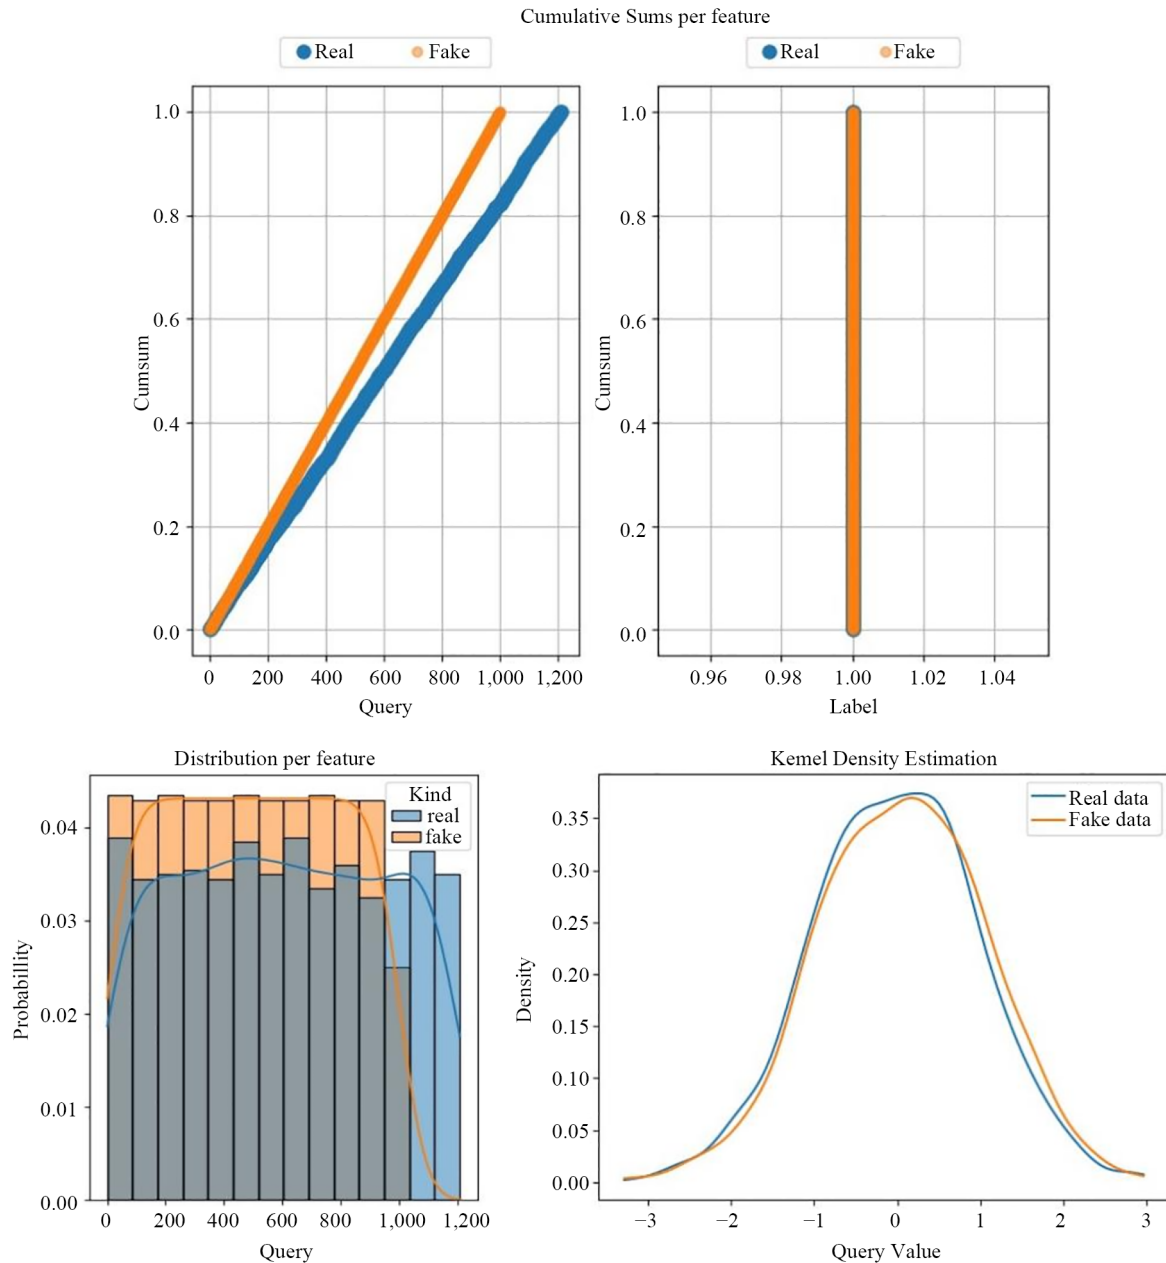 Cumulative Sums per feature
Real Fake
Real Fake
1.0
0.8
0.6
0.4
0.2
0.0
Cumsum
0 200 400 600 800 1,000 1,200
Query
1.0
0.8
0.6
0.4
0.2
0.0
Cumsum
0.96 0.98 1.00 1.02 1.04
Label
Distribution per feature
Kind
real
fake
0.04
0.03
0.02
0.01
0.00
Probabillity
0 200 400 600 800 1,000 1,200
Query
Kemel Density Estimation
Real data
Fake data
0.35
0.30
0.25
0.20
0.15
0.10
0.05
0.00
Density
−3 −2 −1 0 1 2 3
Query Value